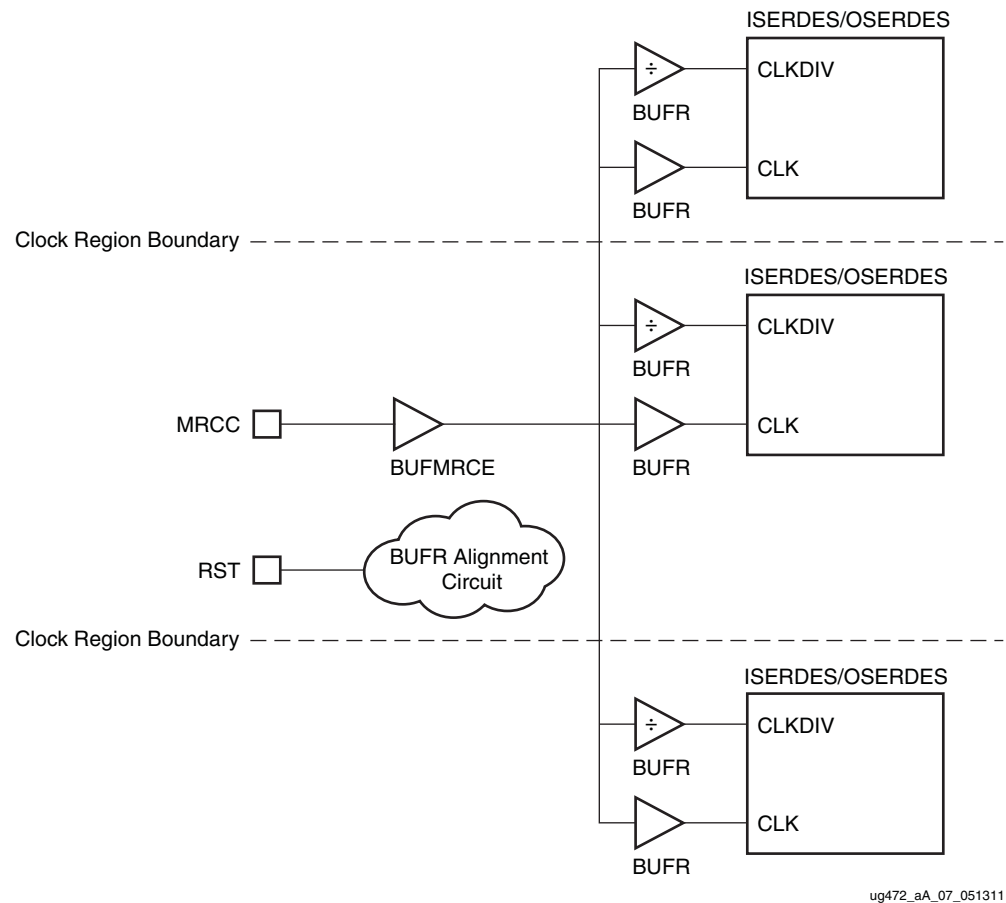 ISERDES/OSERDES
÷
CLKDIV
BUFR
CLK
BUFR
Clock Region Boundary
ISERDES/OSERDES
÷
CLKDIV
BUFR
MRCC
CLK
BUFMRCE
BUFR
BUFR Alignment
Circuit
RST
Clock Region Boundary
ISERDES/OSERDES
÷
CLKDIV
BUFR
CLK
BUFR
ug472_aA_07_051311